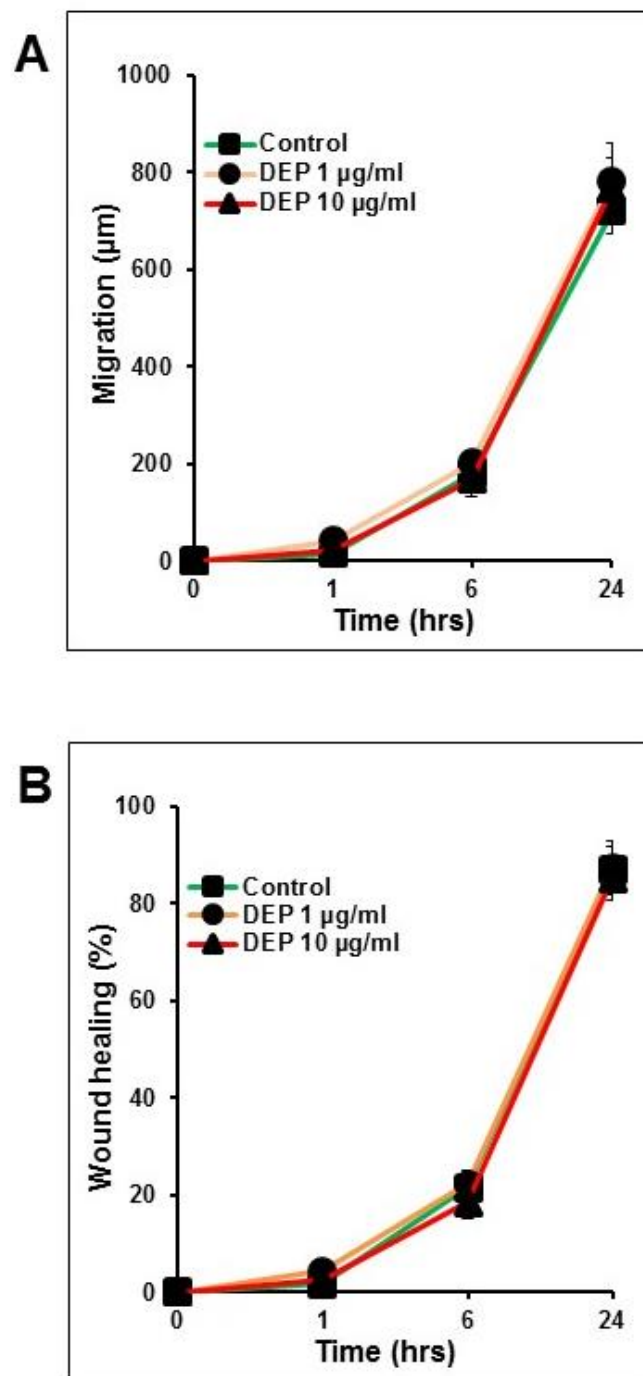 A
1000
800
600
400
200
0
Migration (µm)
Control
DEP 1 µg/ml
DEP 10 µg/ml
0 1 6 24
Time (hrs)
B
100
80
60
40
20
0
Wound healing (%)
Control
DEP 1 µg/ml
DEP 10 µg/ml
0 1 6 24
Time (hrs)